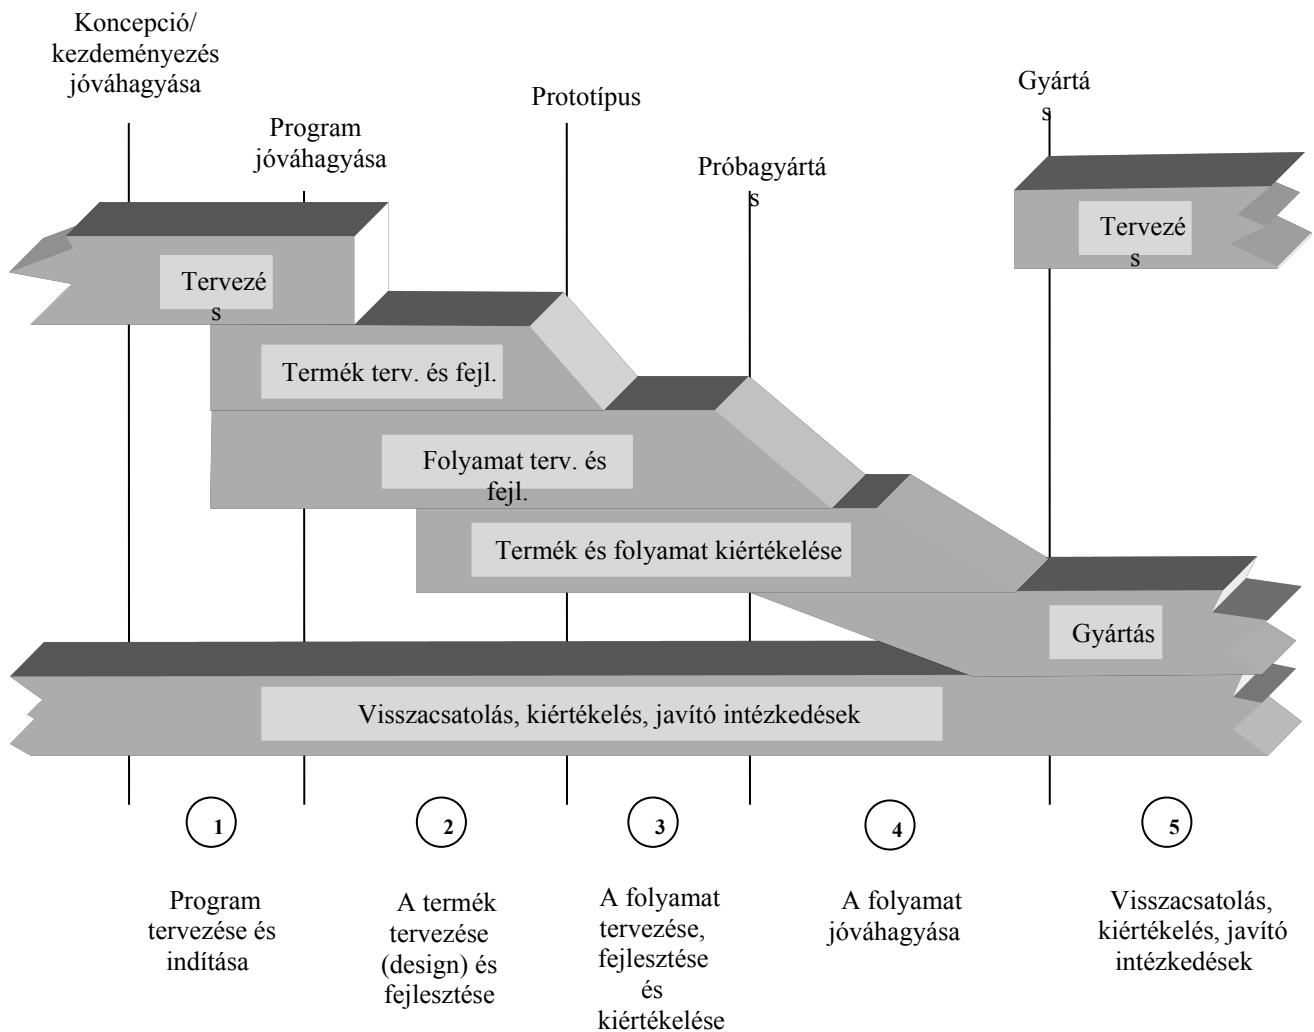 Koncepció/
kezdeményezés
jóváhagyása
Program
jóváhagyása
Prototípus
Próbagyártá
s
Gyártá
s
Tervezé
s
Tervezé
s
Termék terv. és fejl.
Folyamat terv. és
fejl.
Termék és folyamat kiértékelése
Gyártás
Visszacsatolás, kiértékelés, javító intézkedések
1
2
3
4
5
Program
tervezése és
indítása
A termék
tervezése
(design) és
fejlesztése
A folyamat
tervezése,
fejlesztése
és
kiértékelése
A folyamat
jóváhagyása
Visszacsatolás,
kiértékelés, javító
intézkedések